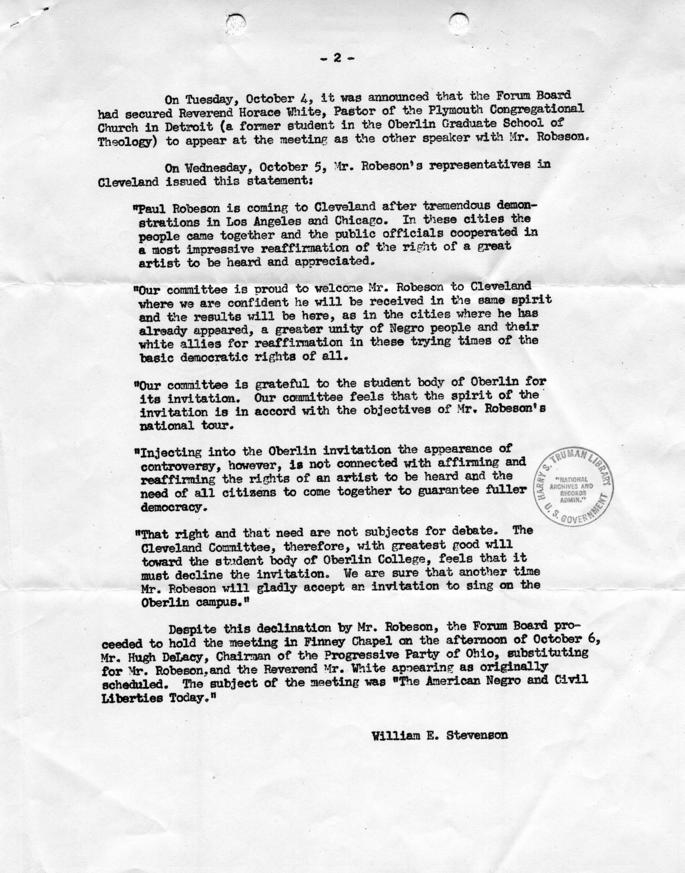 - 2 -
On Tuesday, October 4, it was announced that the Forum Board
had secured Reverend Horace White, Pastor of the Plymouth Congregational
Church in Detroit (a former student in the Oberlin Graduate School of
Theology) to appear at the meeting as the other speaker with Mr. Robeson.
On Wednesday, October 5, Mr. Robeson's representatives in
Cleveland issued this statement:
"Paul Robeson is coming to Cleveland after tremendous demon-
strations in Los Angeles and Chicago. In these cities the
people came together and the public officials cooperated in
a most impressive reaffirmation of the right of a great
artist to be heard and appreciated.
"Our committee is proud to welcome Mr. Robeson to Cleveland
where we are confident he will be received in the same spirit
and the results will be here, as in the cities where he has
already appeared, a greater unity of Negro people and their
white allies for reaffirmation in these trying times of the
basic democratic rights of all.
"Our committee is grateful to the student body of Oberlin for
its invitation. Our committee feels that the spirit of the
invitation is in accord with the objectives of Mr. Robeson's
national tour.
"Injecting into the Oberlin invitation the appearance of
controversy, however, is not connected with affirming and
reaffirming the rights of an artist to be heard and the
need of all citizens to come together to guarantee fuller
democracy.
"That right and that need are not subjects for debate. The
Cleveland Committee, therefore, with greatest good will
toward the student body of Oberlin College, feels that it
must decline the invitation. We are sure that another time
Mr. Robeson will gladly accept an invitation to sing on the
Oberlin campus."
Despite this declination by Mr. Robeson, the Forum Board pro-
ceeded to hold the meeting in Finney Chapel on the afternoon of October 6,
Mr. Hugh DeLacy, Chairman of the Progressive Party of Ohio, substituting
for Mr. Robeson, and the Reverend Mr. White appearing as originally
scheduled. The subject of the meeting was "The American Negro and Civil
Liberties Today."
William E. Stevenson
HARRY S. TRUMAN LIBRARY
"NATIONAL
ARCHIVES AND
RECORDS
ADMIN."
U. S. GOVERNMENT